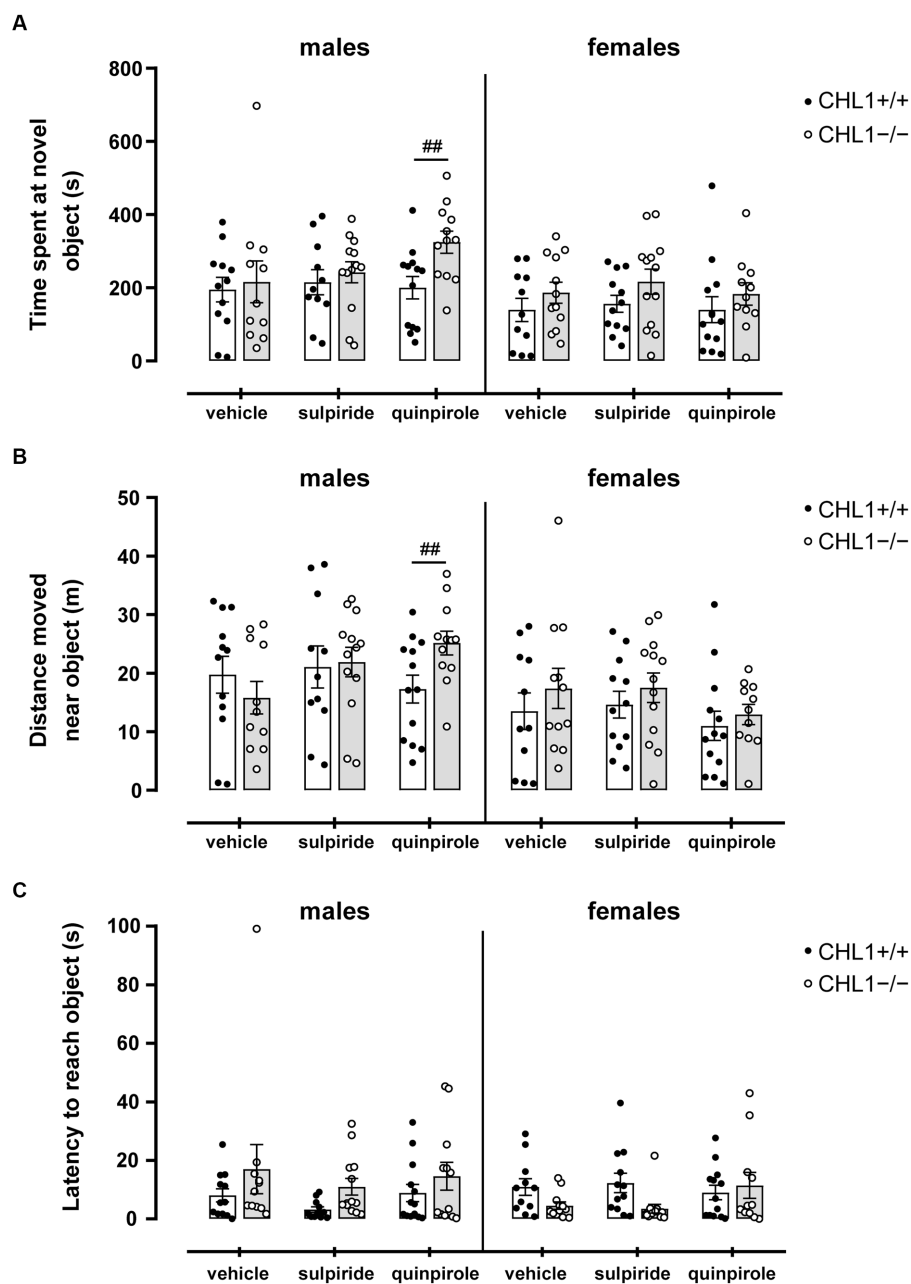 A
males females
Time spent at novel
object (s)
800
600
400
200
0
##
CHL1+/+
CHL1−/−
vehicle sulpiride quinpirole vehicle sulpiride quinpirole
B
males females
Distance moved
near object (m)
50
40
30
20
10
0
##
CHL1+/+
CHL1−/−
vehicle sulpiride quinpirole vehicle sulpiride quinpirole
C
males females
Latency to reach object (s)
100
80
60
40
20
0
CHL1+/+
CHL1−/−
vehicle sulpiride quinpirole vehicle sulpiride quinpirole